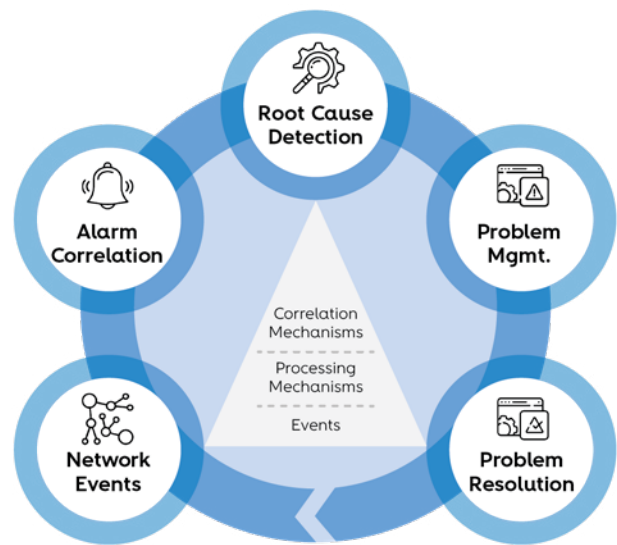 Root Cause
Detection
Alarm
Correlation
Problem
Mgmt.
Correlation
Mechanisms
Processing
Mechanisms
Events
Network
Events
Problem
Resolution